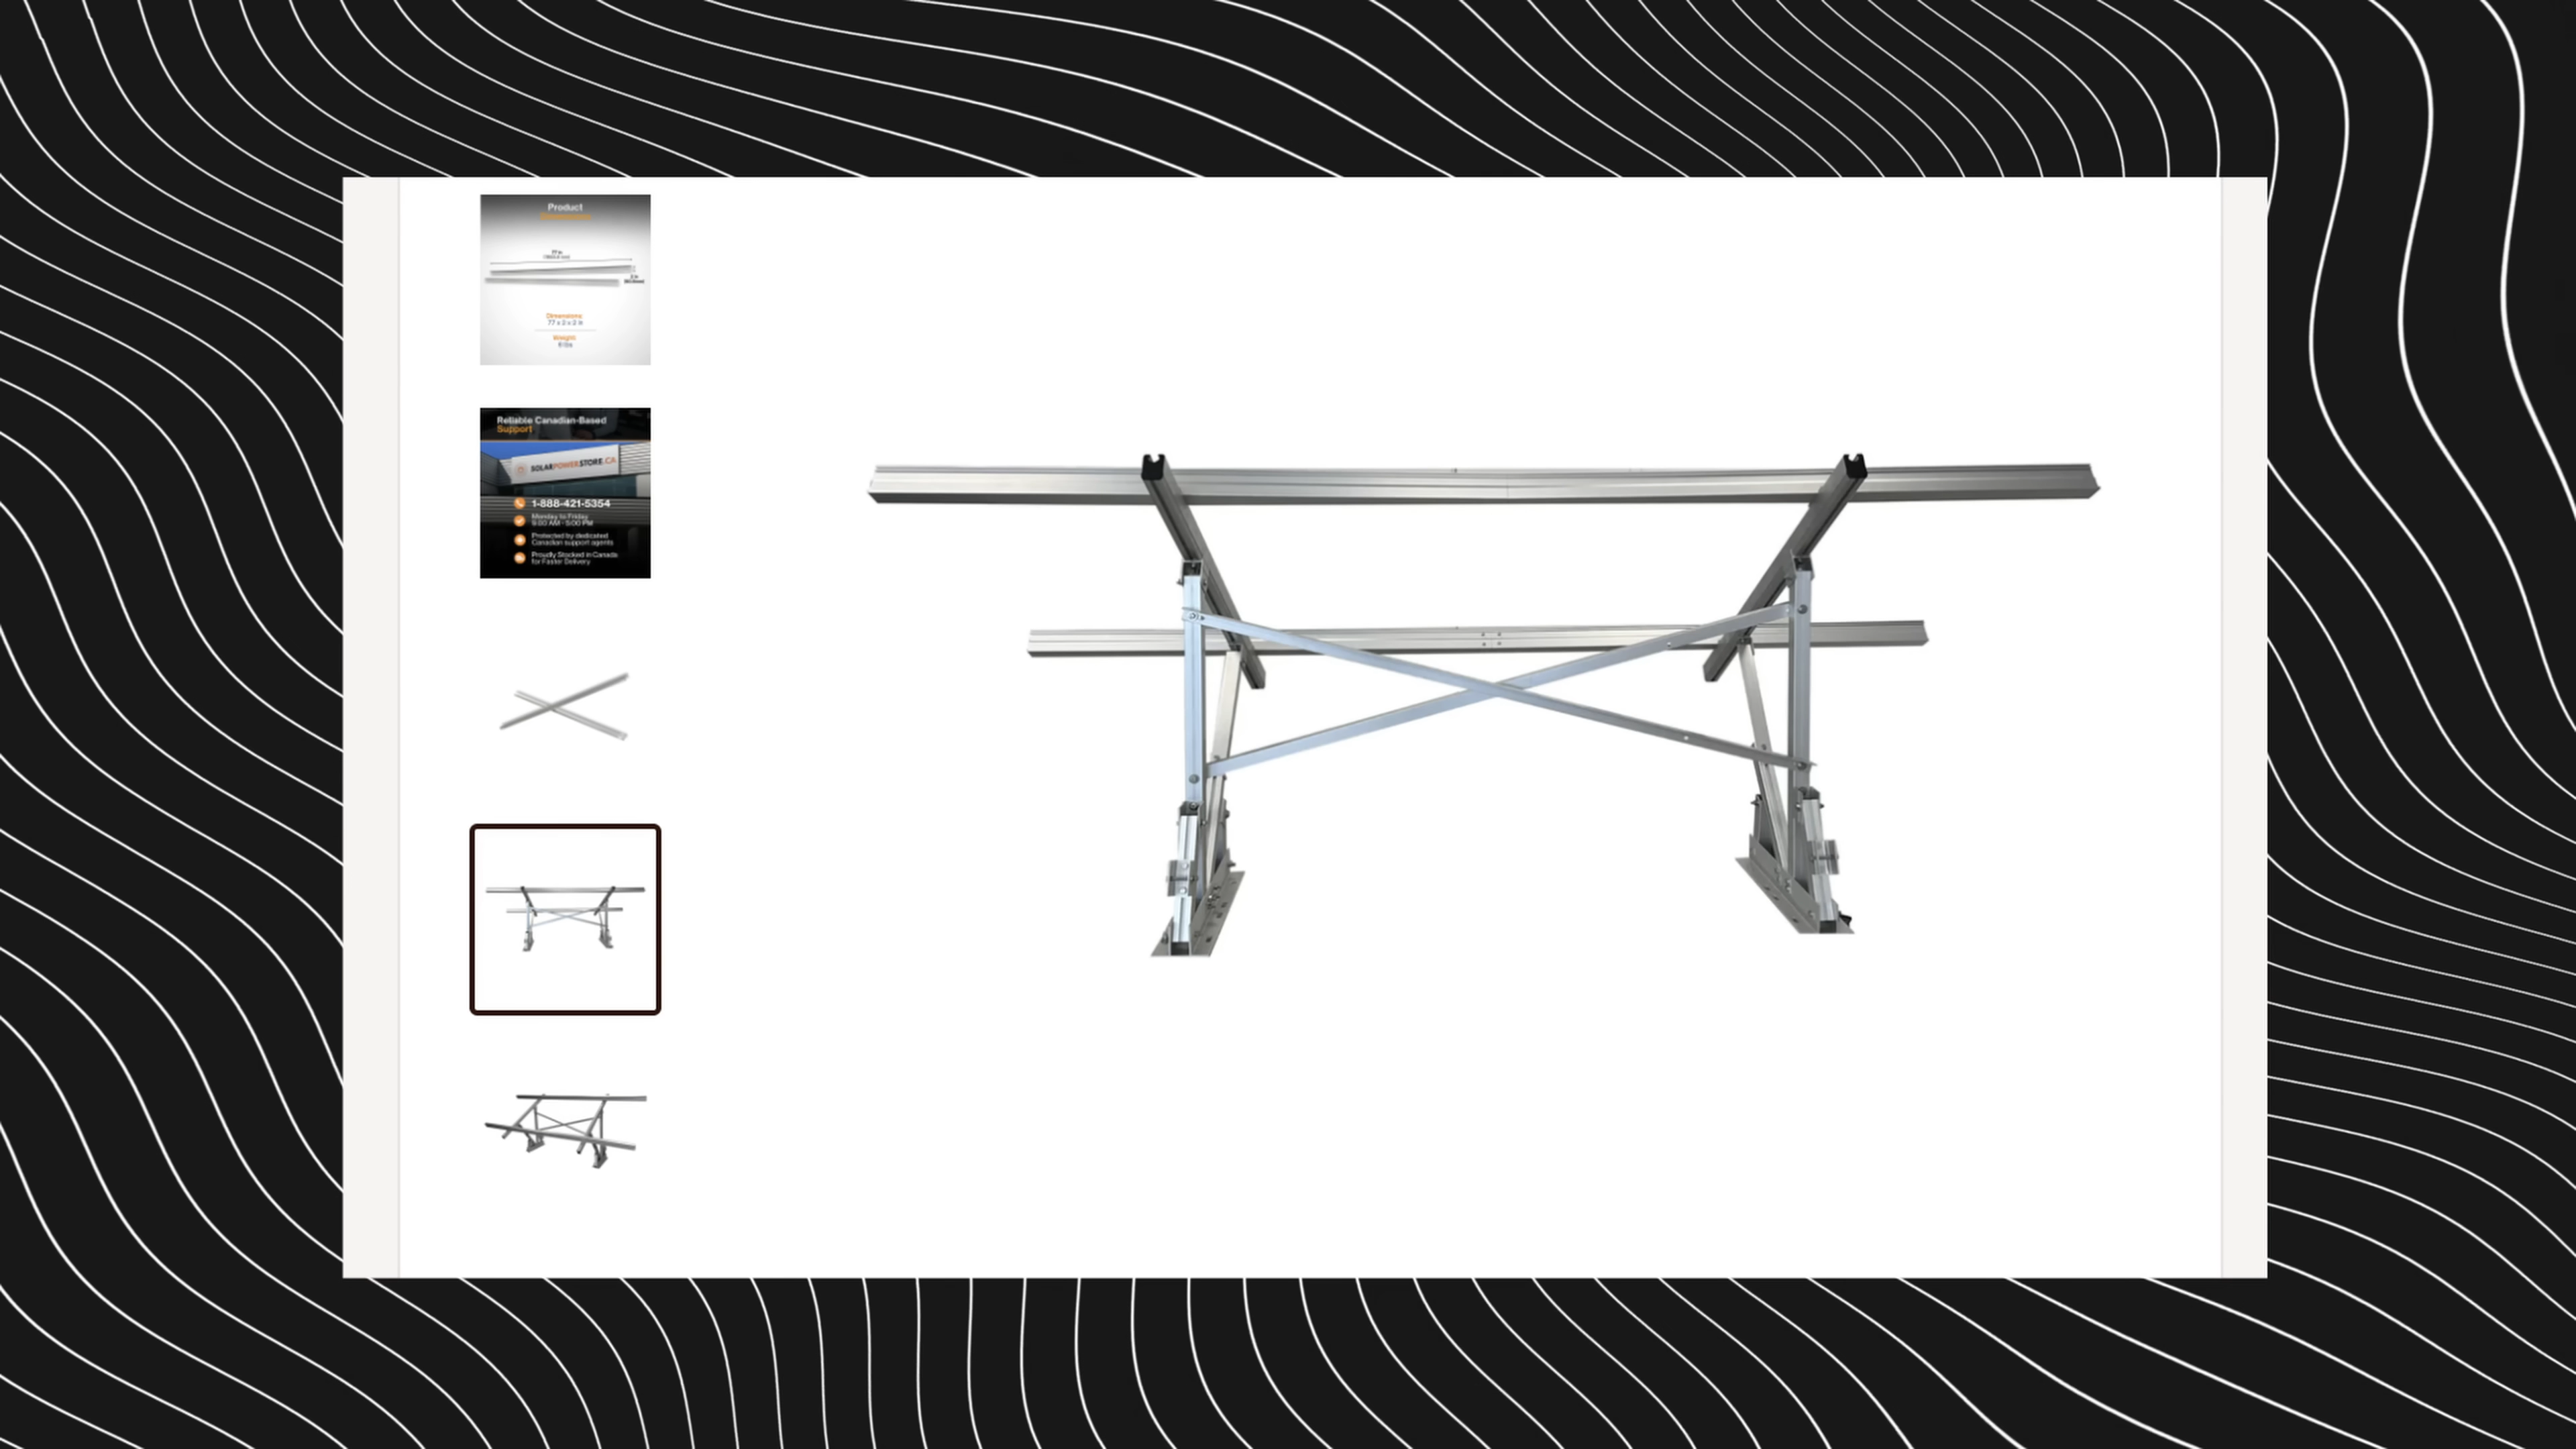 Product
77 in
Dimensions:
77 x 2 x 2 in
Weight:
6 lbs
Reliable Canadian-Based
Support
SOLARPOWERSTORE.CA
1-888-421-5354
Monday to Friday
9:00 AM - 5:00 PM
Protected by dedicated
Canadian support agents
Proudly Stocked in Canada
for Faster Delivery